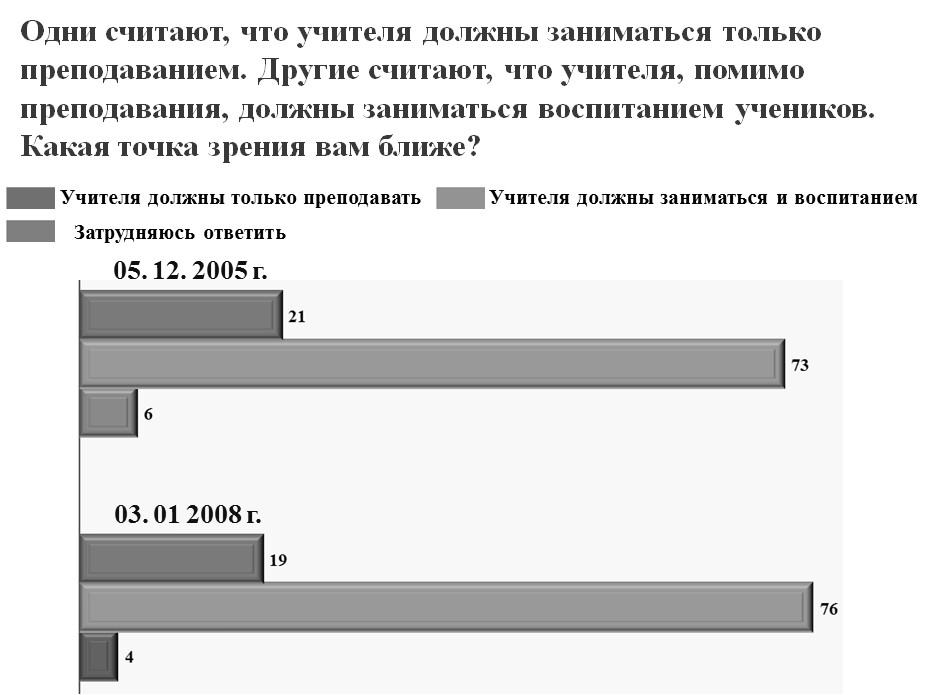 Одни считают, что учителя должны заниматься только
преподаванием. Другие считают, что учителя, помимо
преподавания, должны заниматься воспитанием учеников.
Какая точка зрения вам ближе?
Учителя должны только преподавать Учителя должны заниматься и воспитанием
Затрудняюсь ответить
05. 12. 2005 г.
21
73
6
03. 01 2008 г.
19
76
4